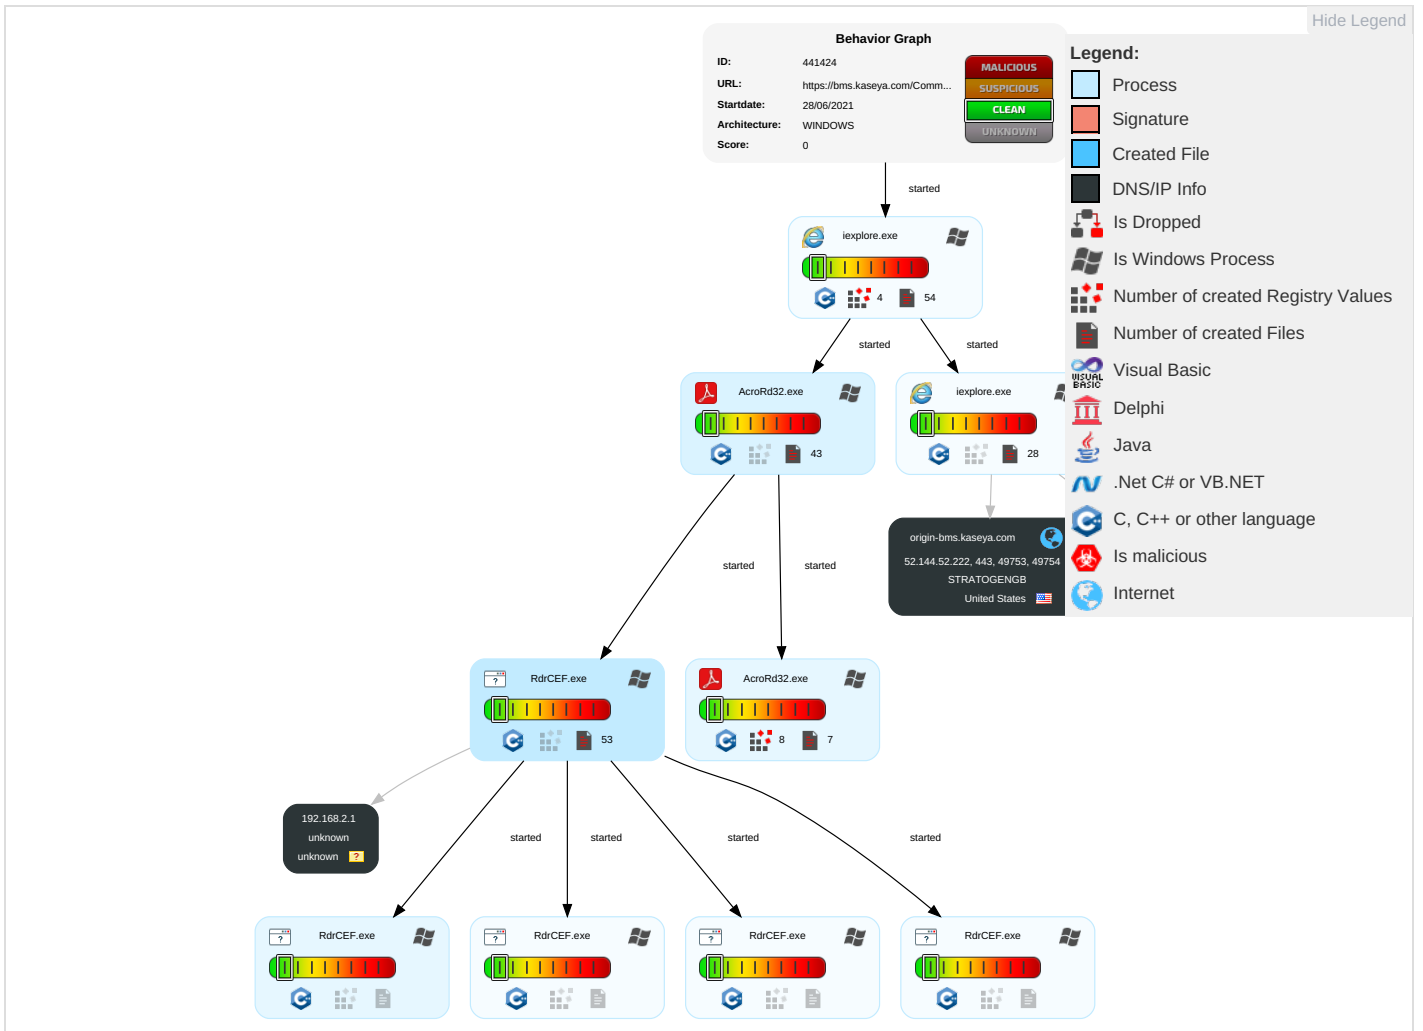 Hide Legend
Behavior Graph
ID: 441424
URL: https://bms.kaseya.com/Comm...
Startdate: 28/06/2021
Architecture: WINDOWS
Score: 0
MALICIOUS
SUSPICIOUS
CLEAN
UNKNOWN
Legend:
Process
Signature
Created File
DNS/IP Info
Is Dropped
Is Windows Process
Number of created Registry Values
Number of created Files
VISUAL BASIC Visual Basic
Delphi
Java
.Net C# or VB.NET
C, C++ or other language
Is malicious
Internet
started
iexplore.exe
4 54
started started
AcroRd32.exe
43
iexplore.exe
28
origin-bms.kaseya.com
52.144.52.222, 443, 49753, 49754
STRATOGENGB
United States
started started
RdrCEF.exe
53
AcroRd32.exe
8 7
192.168.2.1
unknown
unknown ?
started started started started
RdrCEF.exe
RdrCEF.exe
RdrCEF.exe
RdrCEF.exe